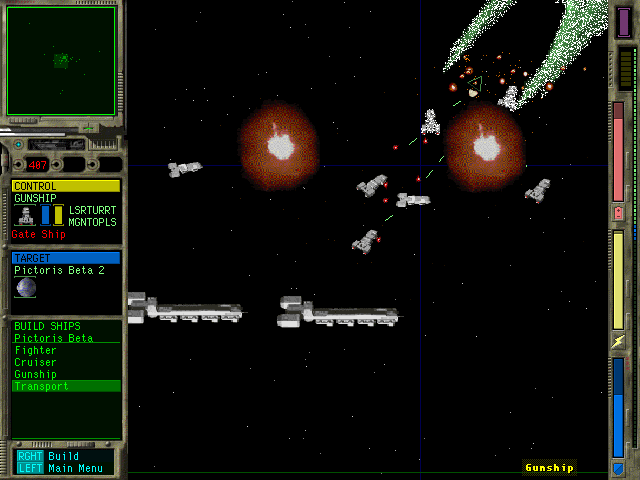 407
CONTROL
GUNSHIP
LSRTURRT
MGNTOPLS
Gata Ship
TARGET
Pictoris Beta 2
BUILD SHIPS
Pictoris Beta
Fighter
Cruiser
Gunship
Transport
RGHT Build
LEFT Main Menu
Gunship